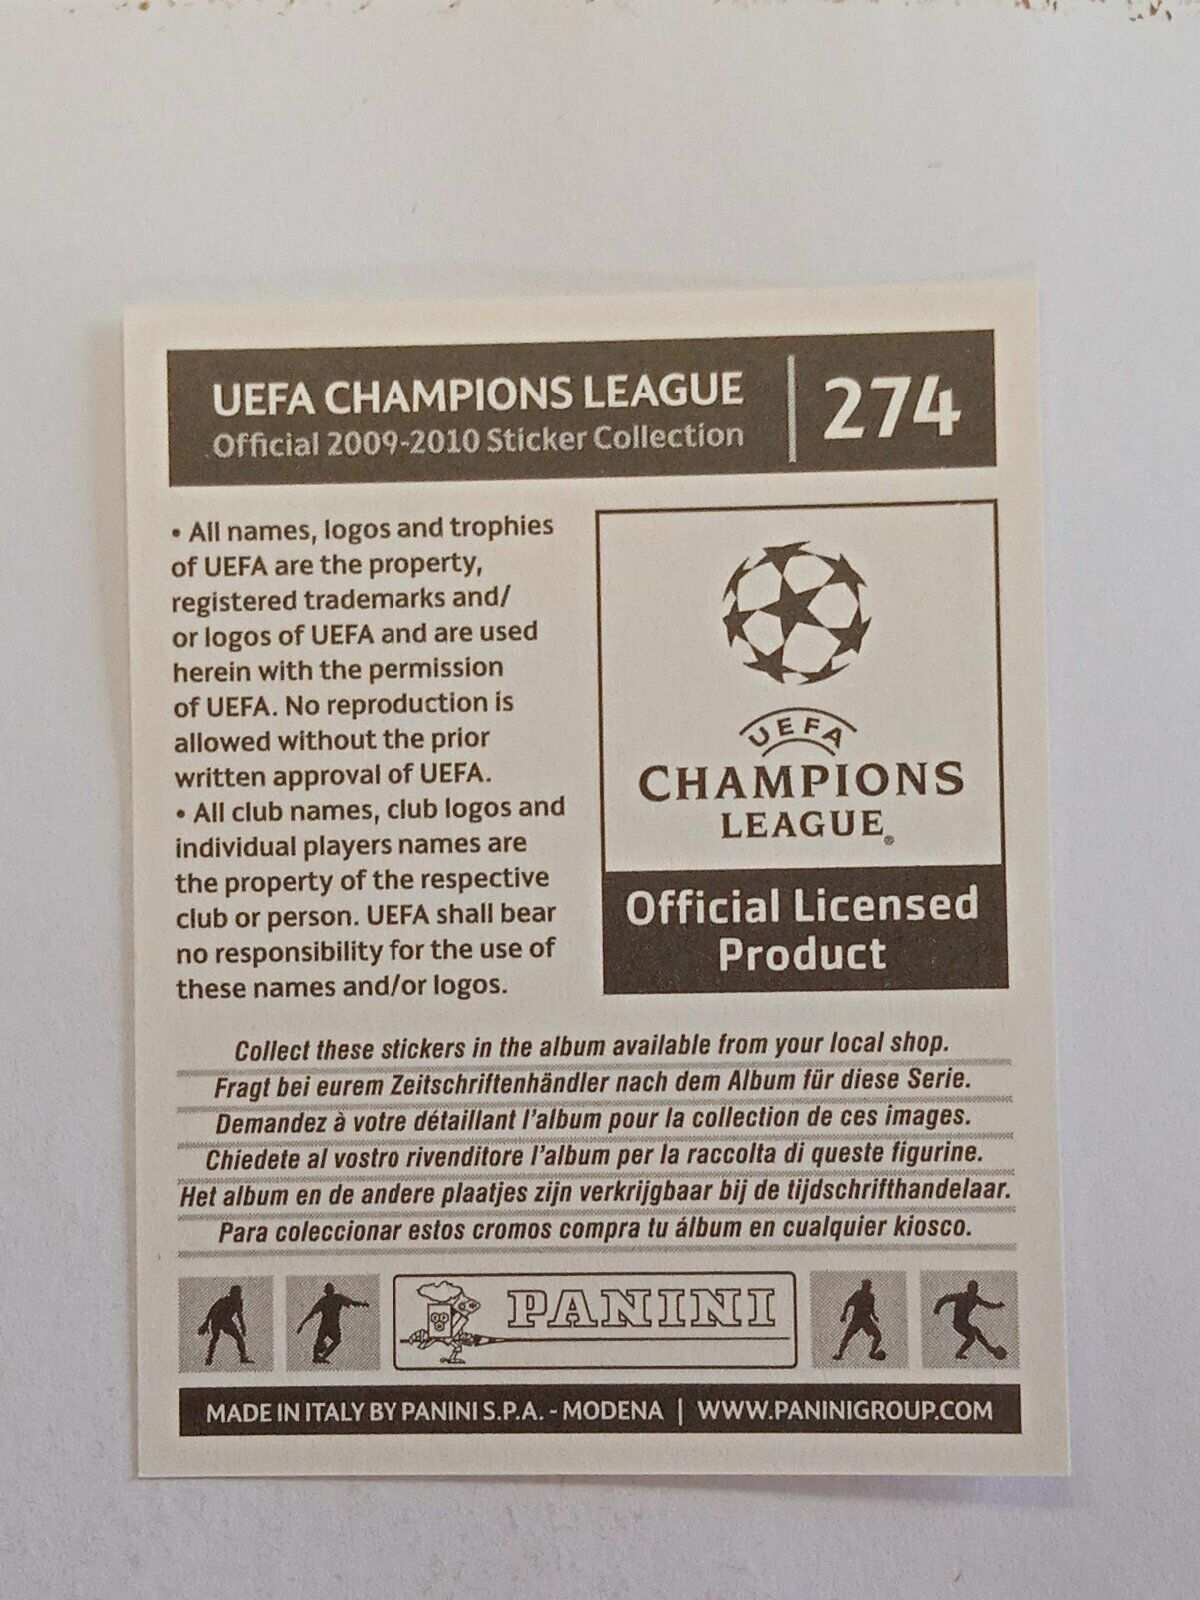 UEFA CHAMPIONS LEAGUE
Official 2009-2010 Sticker Collection
274
• All names, logos and trophies
of UEFA are the property,
registered trademarks and/
or logos of UEFA and are used
herein with the permission
of UEFA. No reproduction is
allowed without the prior
written approval of UEFA.
• All club names, club logos and
individual players names are
the property of the respective
club or person. UEFA shall bear
no responsibility for the use of
these names and/or logos.
UEFA
CHAMPIONS
LEAGUE®
Official Licensed
Product
Collect these stickers in the album available from your local shop.
Fragt bei eurem Zeitschriftenhändler nach dem Album für diese Serie.
Demandez à votre détaillant l'album pour la collection de ces images.
Chiedete al vostro rivenditore l'album per la raccolta di queste figurine.
Het album en de andere plaatjes zijn verkrijgbaar bij de tijdschrifthandelaar.
Para coleccionar estos cromos compra tu álbum en cualquier kiosco.
PANINI
MADE IN ITALY BY PANINI S.P.A. - MODENA | WWW.PANINIGROUP.COM